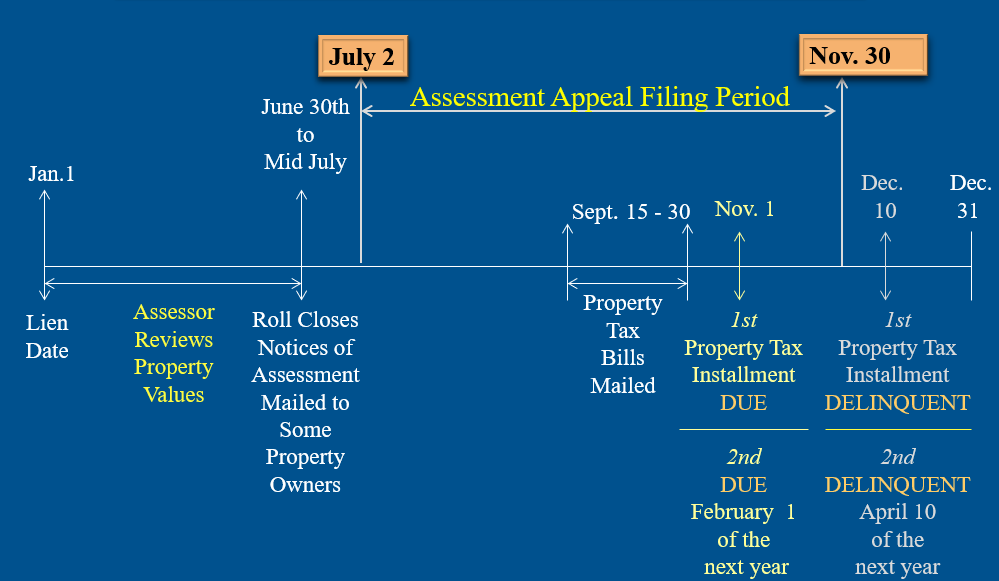 July 2
Nov. 30
Assessment Appeal Filing Period
June 30th
to
Mid July
Jan.1
Dec.
10
Dec.
31
Sept. 15 - 30
Nov. 1
Lien
Date
Assessor
Reviews
Property
Values
Roll Closes
Notices of
Assessment
Mailed to
Some
Property
Owners
Property
Tax
Bills
Mailed
1st
Property Tax
Installment
DUE
2nd
DUE
February 1
of the
next year
1st
Property Tax
Installment
DELINQUENT
2nd
DELINQUENT
April 10
of the
next year